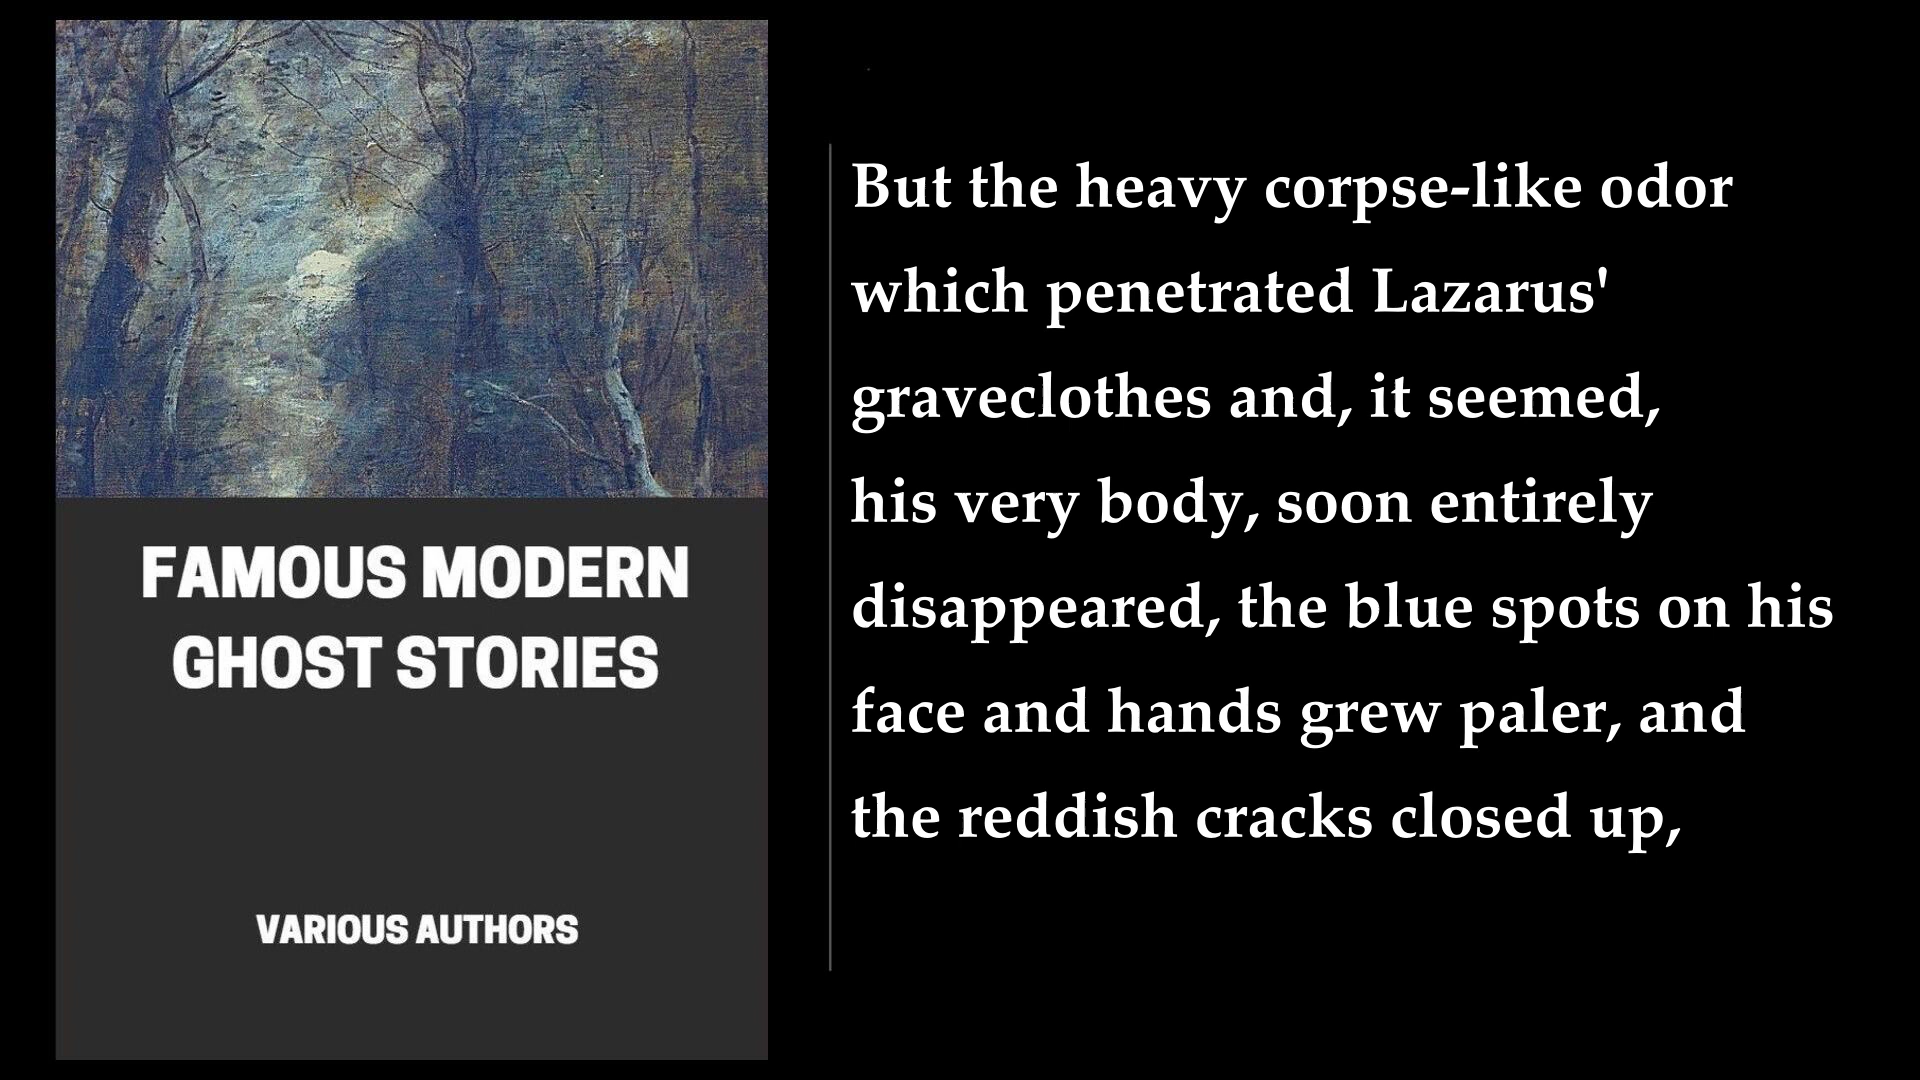 FAMOUS MODERN
GHOST STORIES
VARIOUS AUTHORS
But the heavy corpse-like odor
which penetrated Lazarus'
graveclothes and, it seemed,
his very body, soon entirely
disappeared, the blue spots on his
face and hands grew paler, and
the reddish cracks closed up,